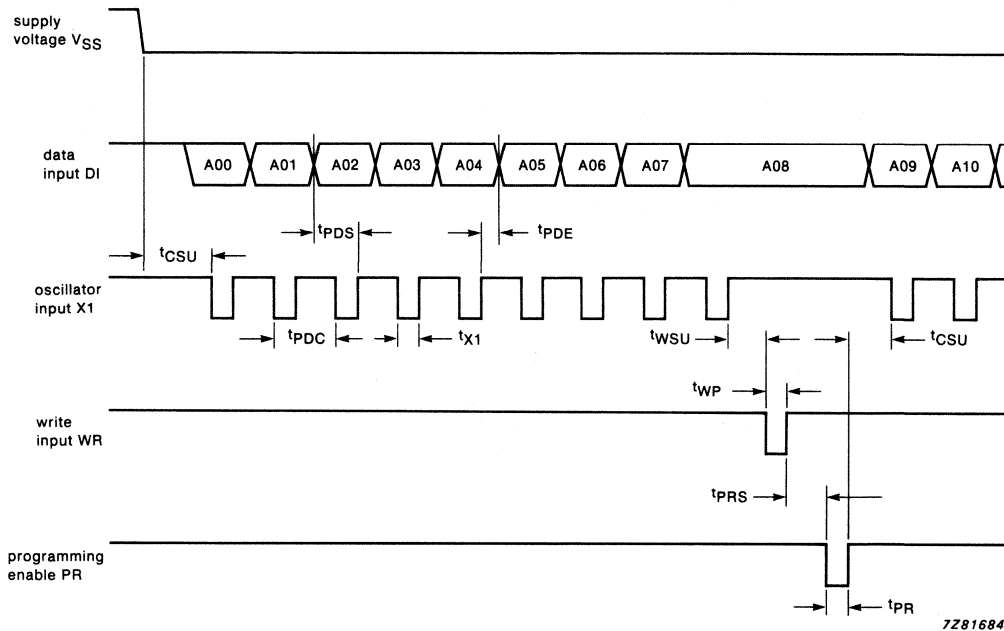 supply
voltage VSS
data
input DI
A00 A01 A02 A03 A04 A05 A06 A07 A08 A09 A10
tPDS
tPDE
tCSU
oscillator
input X1
tPDC
tX1
tWSU
tCSU
tWP
write
input WR
tPRS
programming
enable PR
tPR
7Z81684